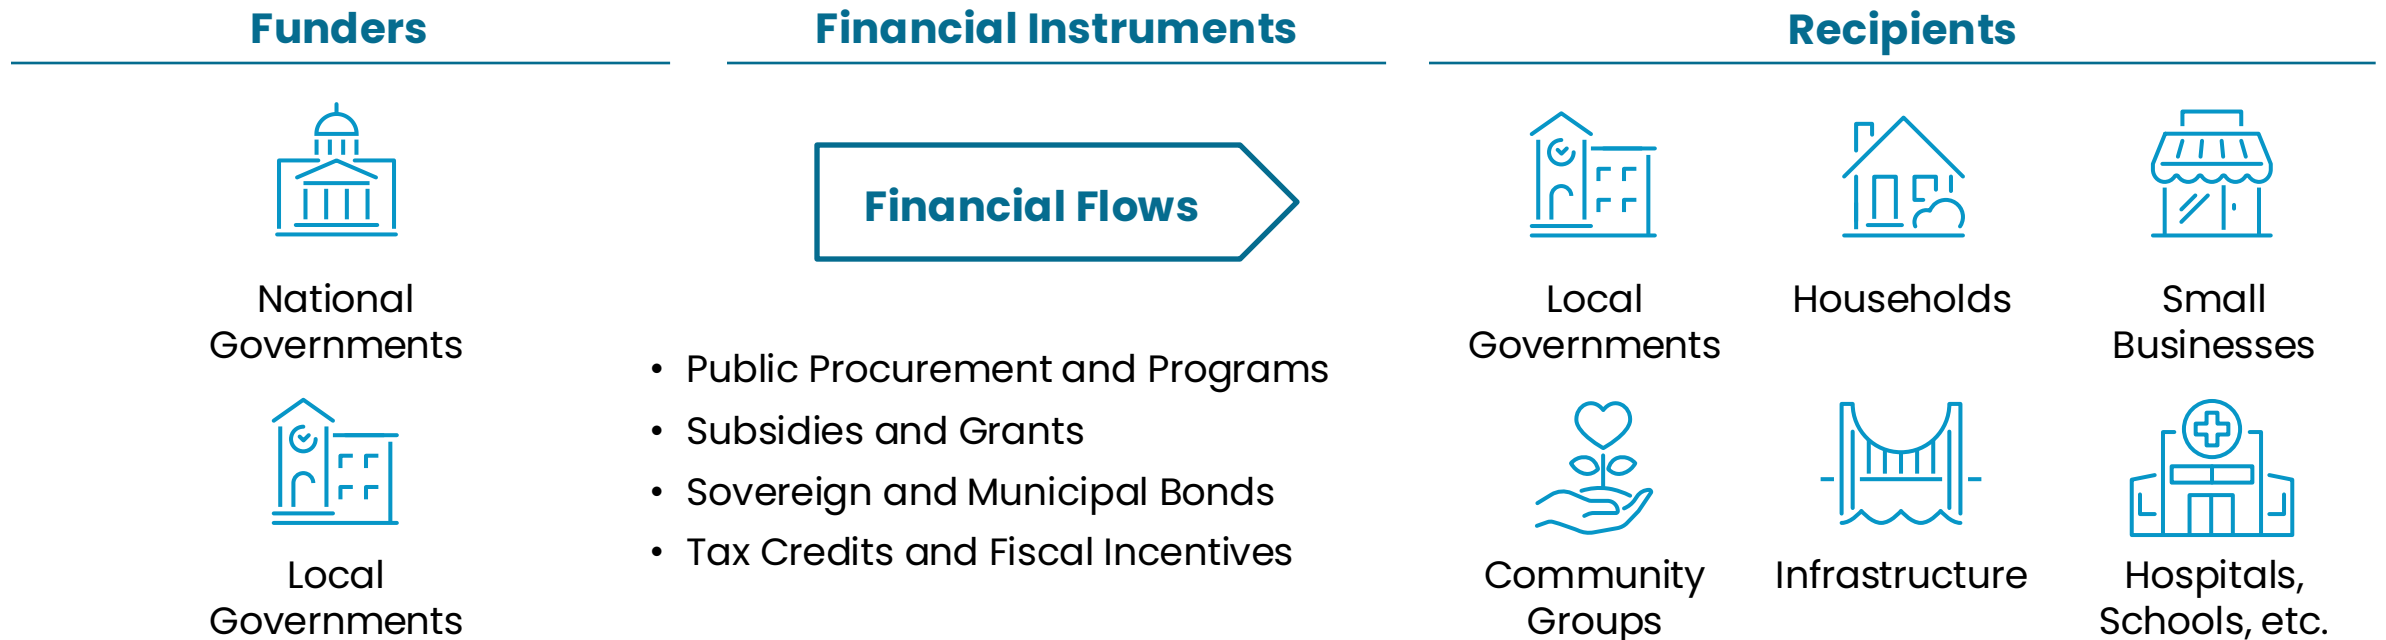 Funders
National
Governments
Local
Governments
Financial Instruments
Financial Flows
• Public Procurement and Programs
• Subsidies and Grants
• Sovereign and Municipal Bonds
• Tax Credits and Fiscal Incentives
Recipients
Local
Governments
Households
Small
Businesses
Community
Groups
Infrastructure
Hospitals,
Schools, etc.